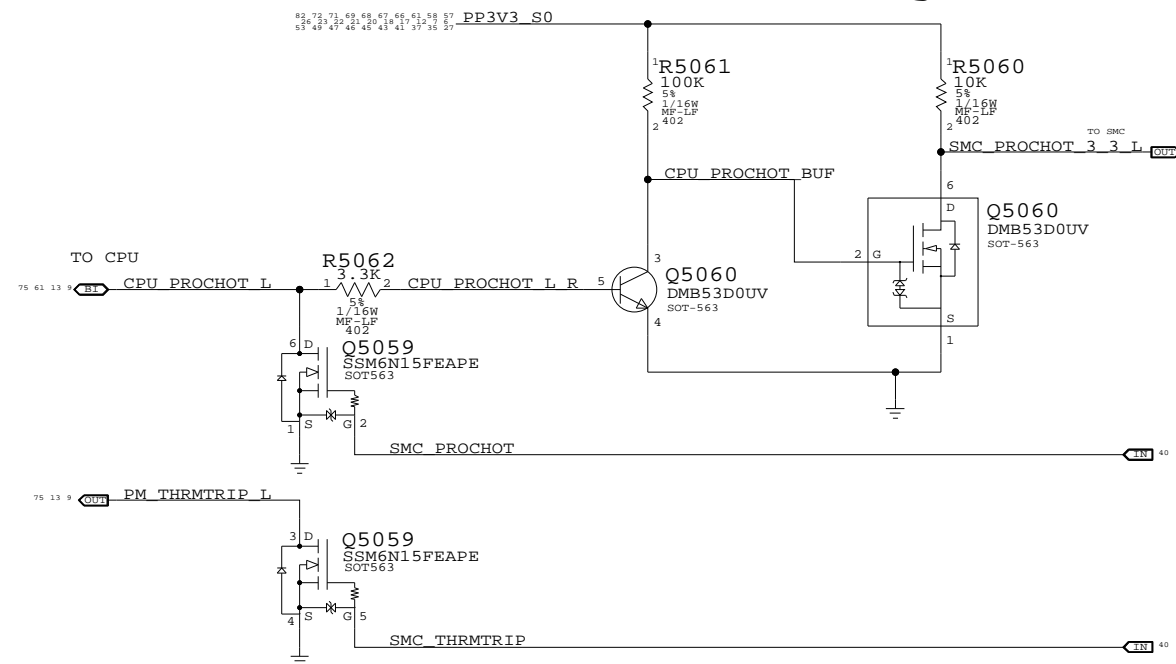 82 72 71 69 68 67 66 61 58 57
26 23 22 21 20 18 17 12 7 6
53 49 47 46 45 43 41 37 35 27
PP3V3_S0
1
R5061
100K
5%
1/16W
MF-LF
402
2
1
R5060
10K
5%
1/16W
MF-LF
402
2
TO SMC
SMC_PROCHOT_3_3_L
OUT
CPU_PROCHOT_BUF
6
D
Q5060
DMB53D0UV
SOT-563
2
G
S
1
TO CPU
75 61 13 9
BI
CPU_PROCHOT_L
R5062
3.3K
1
2
5%
1/16W
MF-LF
402
CPU_PROCHOT_L_R
5
3
Q5060
DMB53D0UV
SOT-563
4
6
D
Q5059
SSM6N15FEAPE
SOT563
1
S
G
2
SMC_PROCHOT
IN
40
75 13 9
OUT
PM_THRMTRIP_L
3
D
Q5059
SSM6N15FEAPE
SOT563
4
S
G
5
SMC_THRMTRIP
IN
40